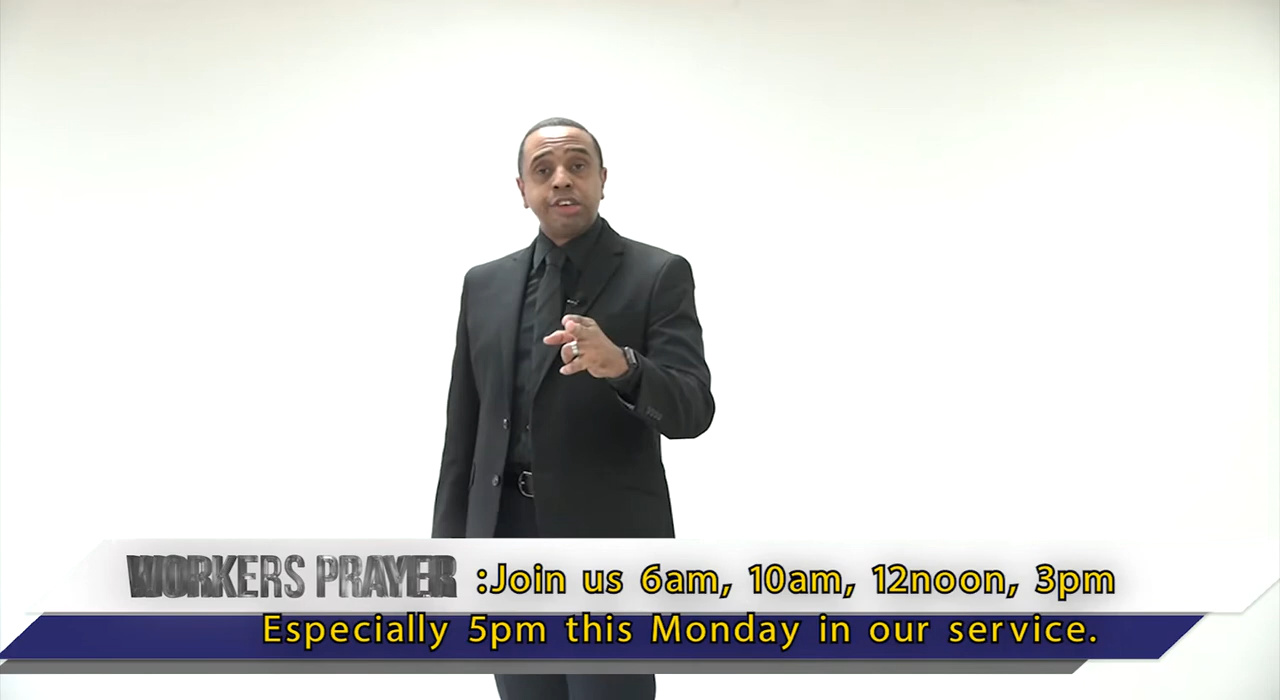 WORKERS PRAYER :Join us 6am, 10am, 12noon, 3pm
Especially 5pm this Monday in our service.